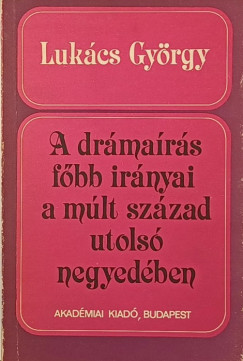 Lukács György
A drámaírás
főbb irányai
a múlt század
utolsó
negyedében
AKADÉMIAI KIADÓ, BUDAPEST